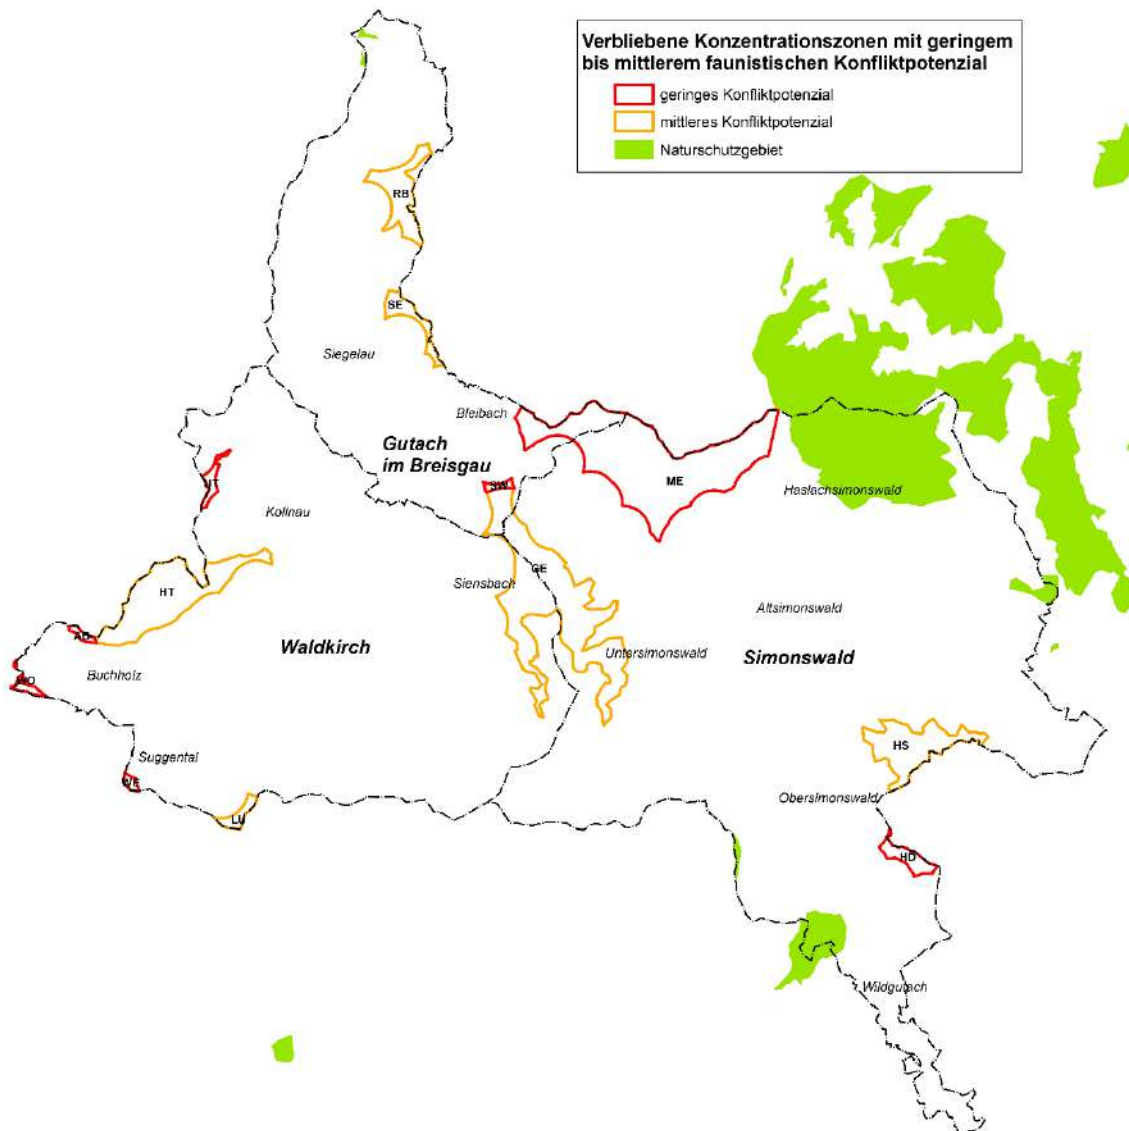 Verbliebene Konzentrationszonen mit geringem
bis mittlerem faunistischen Konfliktpotenzial
geringes Konfliktpotenzial
mittleres Konfliktpotenzial
Naturschutzgebiet
RB
SE
Siegelau
Bleibach
Gutach
im Breisgau
SW
ME
Haslachsimonswald
Kollnau
HT
Siensbach
GE
Altsimonswald
Waldkirch
Untersimonswald
Simonswald
Buchholz
HS
Suggental
Obersimonswald
LU
HD
Wildgutach